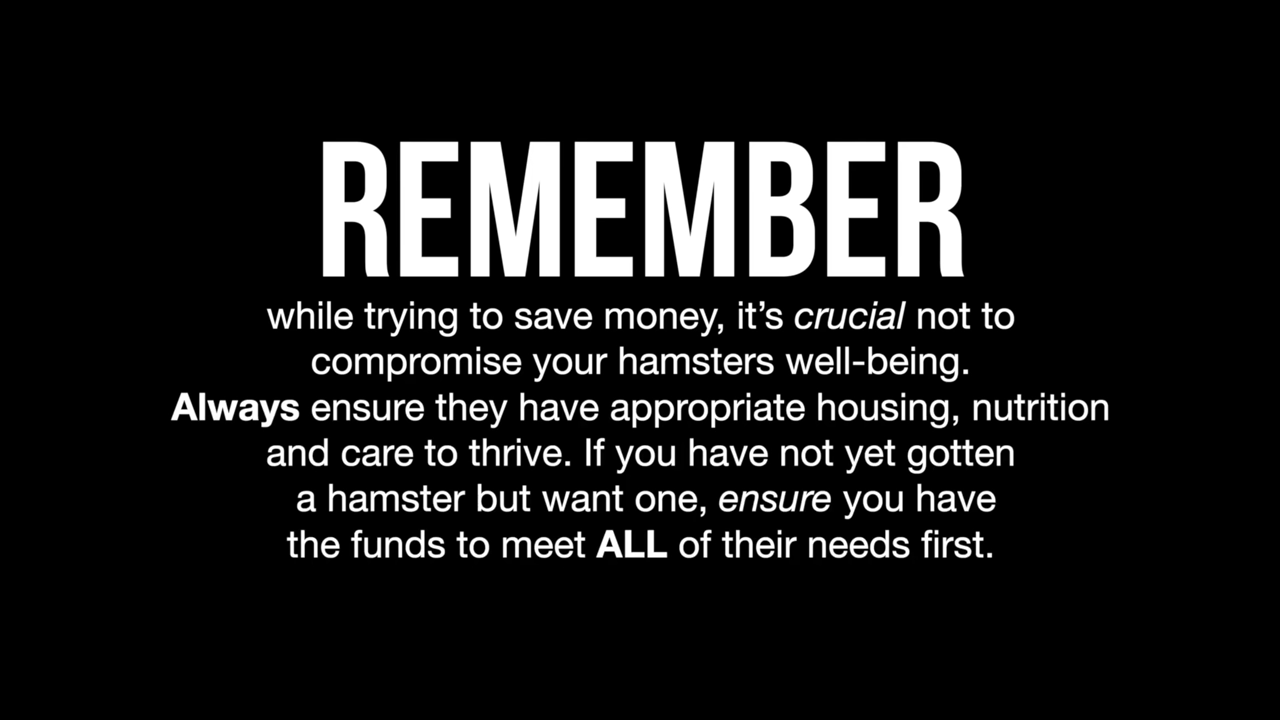 REMEMBER
while trying to save money, it’s crucial not to
compromise your hamsters well-being.
Always ensure they have appropriate housing, nutrition
and care to thrive. If you have not yet gotten
a hamster but want one, ensure you have
the funds to meet ALL of their needs first.